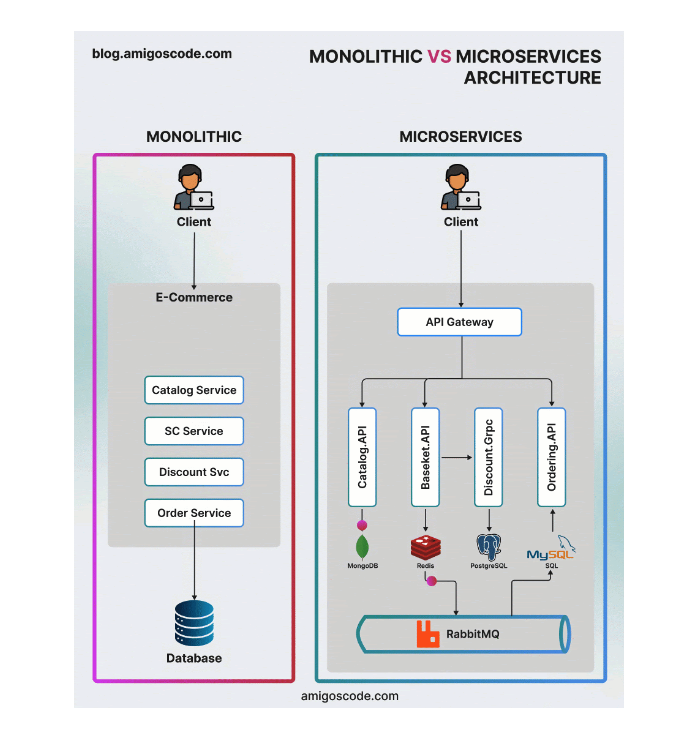 blog.amigoscode.com
MONOLITHIC VS MICROSERVICES
ARCHITECTURE
MONOLITHIC
Client
E-Commerce
Catalog Service
SC Service
Discount Svc
Order Service
Database
MICROSERVICES
Client
API Gateway
Catalog.API
Baseket.API
Discount.Grpc
Ordering.API
MongoDB
Redis
PostgreSQL
MySQL
SQL
RabbitMQ
amigoscode.com